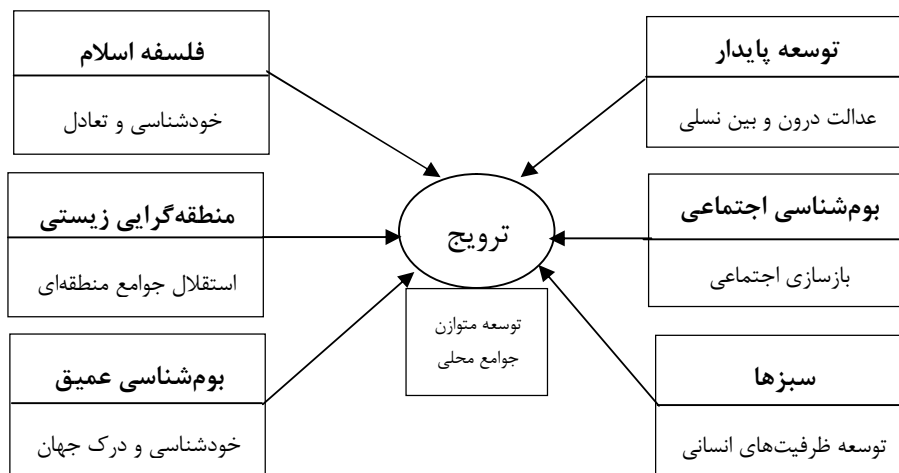 توسعه پایدار
عدالت درون و بین نسلی
فلسفه اسلام
خودشناسی و تعادل
بوم‌شناسی اجتماعی
بازسازی اجتماعی
ترویج
توسعه متوازن
جوامع محلی
منطقه‌گرایی زیستی
استقلال جوامع منطقه‌ای
سبزها
توسعه ظرفیت‌های انسانی
بوم‌شناسی عمیق
خودشناسی و درک جهان